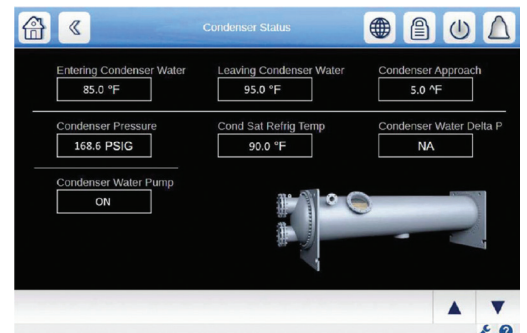 Condenser Status
Entering Condenser Water
Leaving Condenser Water
Condenser Approach
85.0 °F
95.0 °F
5.0 ^F
Condenser Pressure
Cond Sat Refrig Temp
Condenser Water Delta P
168.6 PSIG
90.0 °F
NA
Condenser Water Pump
ON